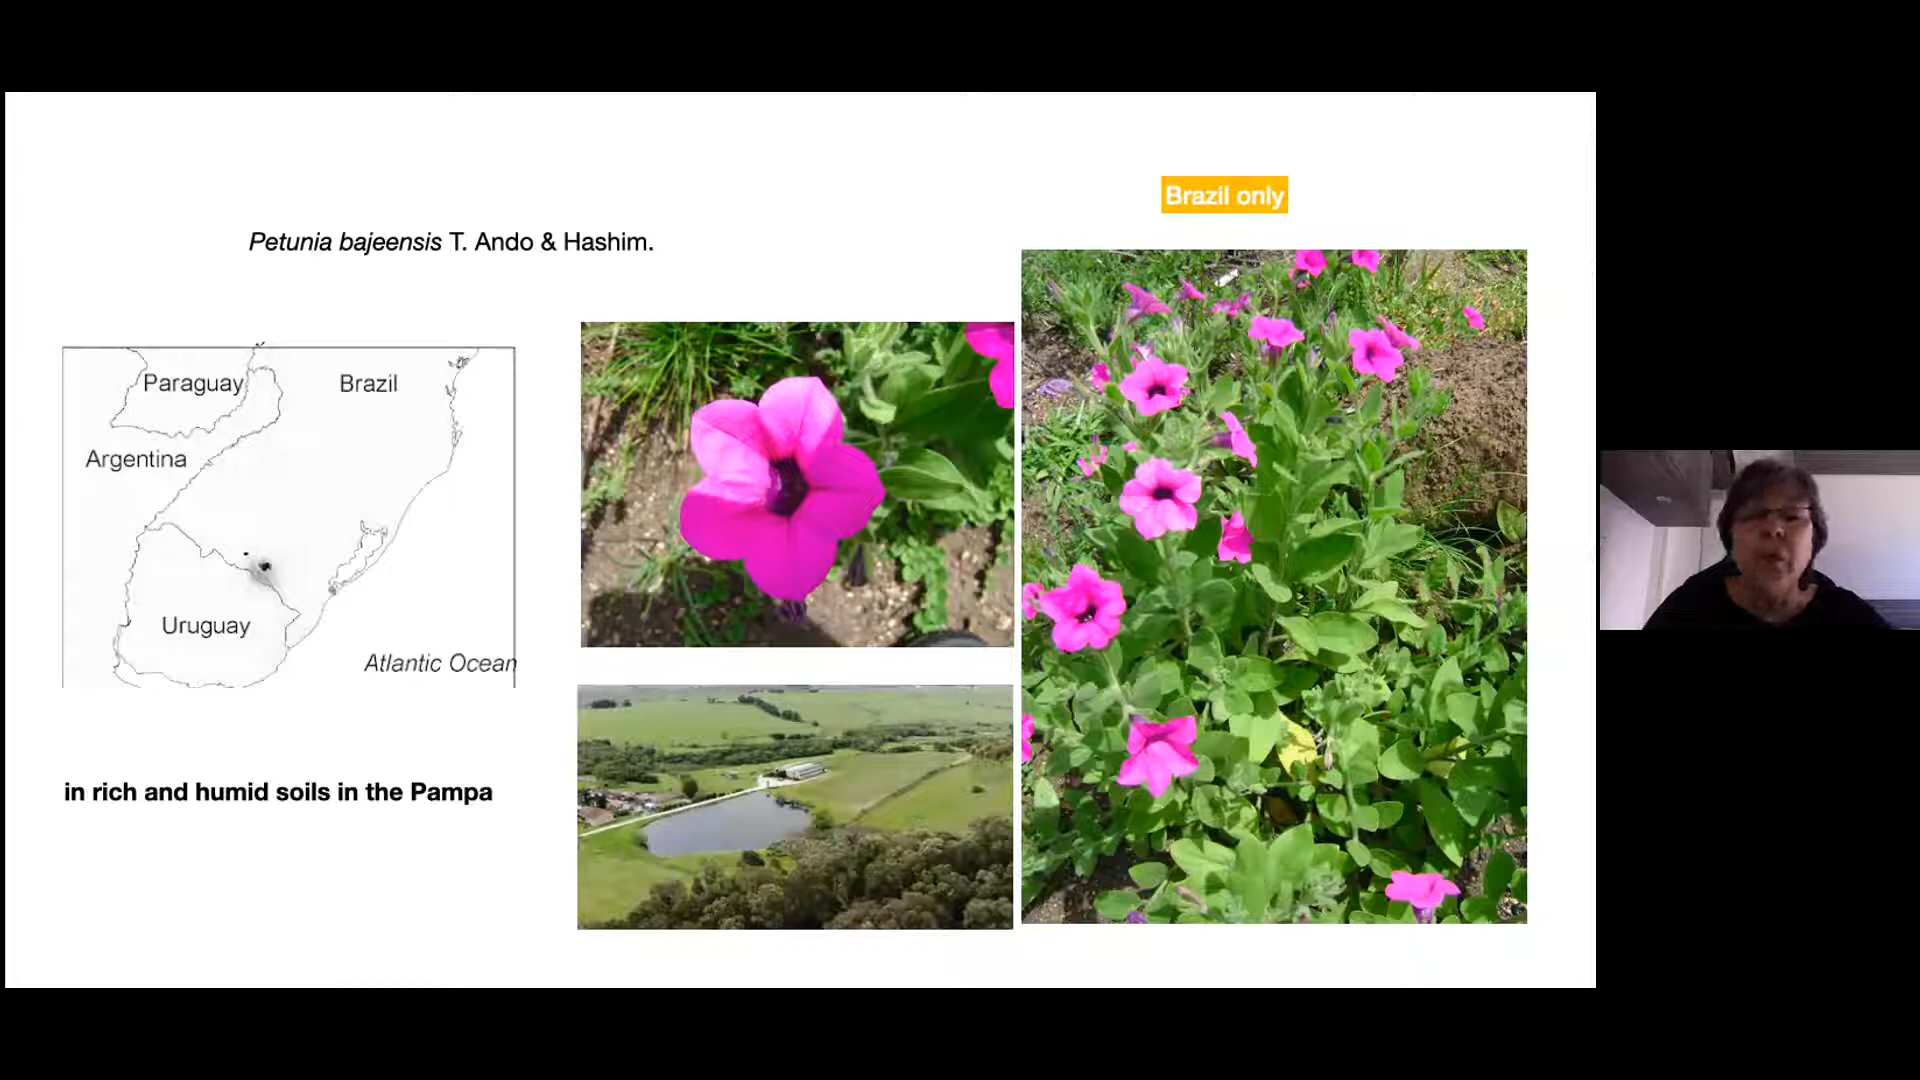 Brazil only
Petunia bajeensis T. Ando & Hashim.
Paraguay
Brazil
Argentina
Uruguay
Atlantic Ocean
in rich and humid soils in the Pampa